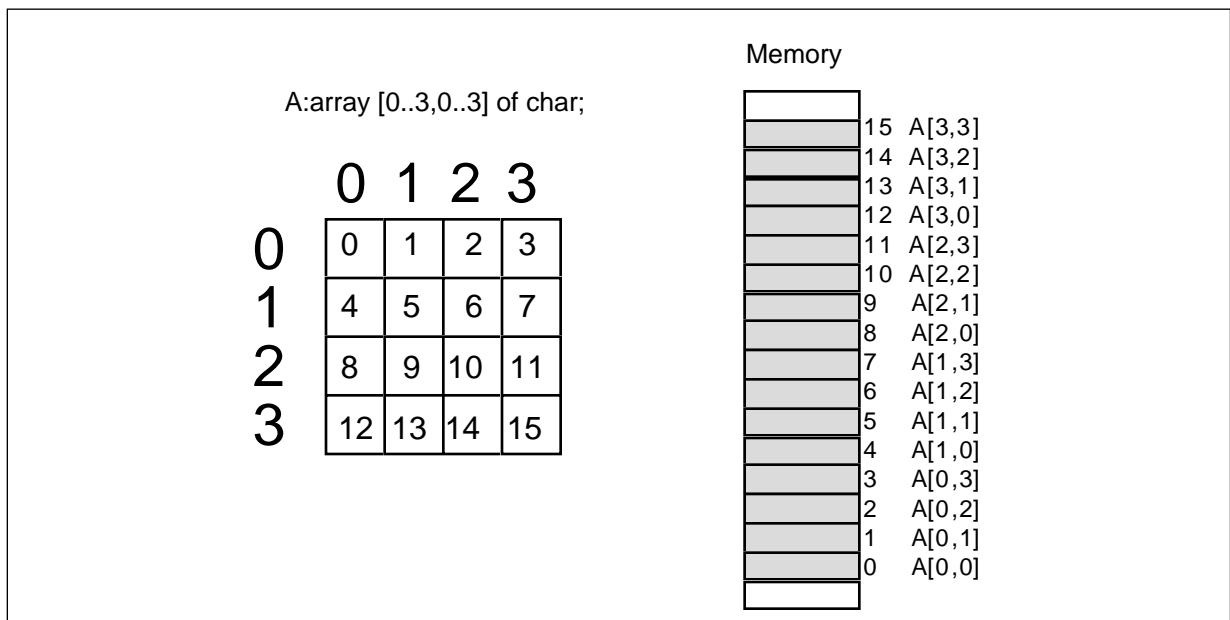 A:array [0..3,0..3] of char;
0 1 2 3
0 0 1 2 3
1 4 5 6 7
2 8 9 10 11
3 12 13 14 15
Memory
15 A[3,3]
14 A[3,2]
13 A[3,1]
12 A[3,0]
11 A[2,3]
10 A[2,2]
9 A[2,1]
8 A[2,0]
7 A[1,3]
6 A[1,2]
5 A[1,1]
4 A[1,0]
3 A[0,3]
2 A[0,2]
1 A[0,1]
0 A[0,0]